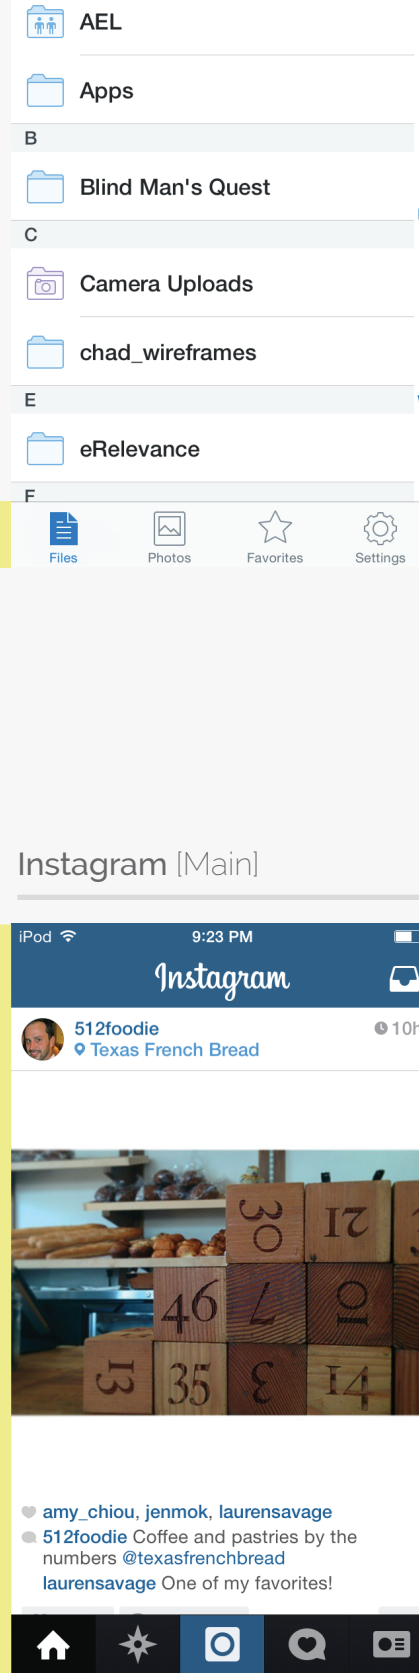 AEL
Apps
B
Blind Man's Quest
C
Camera Uploads
chad_wireframes
E
eRelevance
F
Files Photos Favorites Settings
Instagram [Main]
iPod 9:23 PM
Instagram
512foodie 10h
Texas French Bread
30 12
46 7 10
13 35 3 14
amy_chiou, jenmok, laurensavage
512foodie Coffee and pastries by the
numbers @texasfrenchbread
laurensavage One of my favorites!